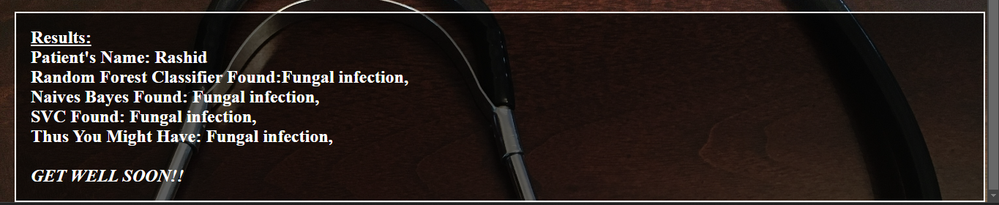 Results:
Patient's Name: Rashid
Random Forest Classifier Found:Fungal infection,
Naives Bayes Found: Fungal infection,
SVC Found: Fungal infection,
Thus You Might Have: Fungal infection,
GET WELL SOON!!